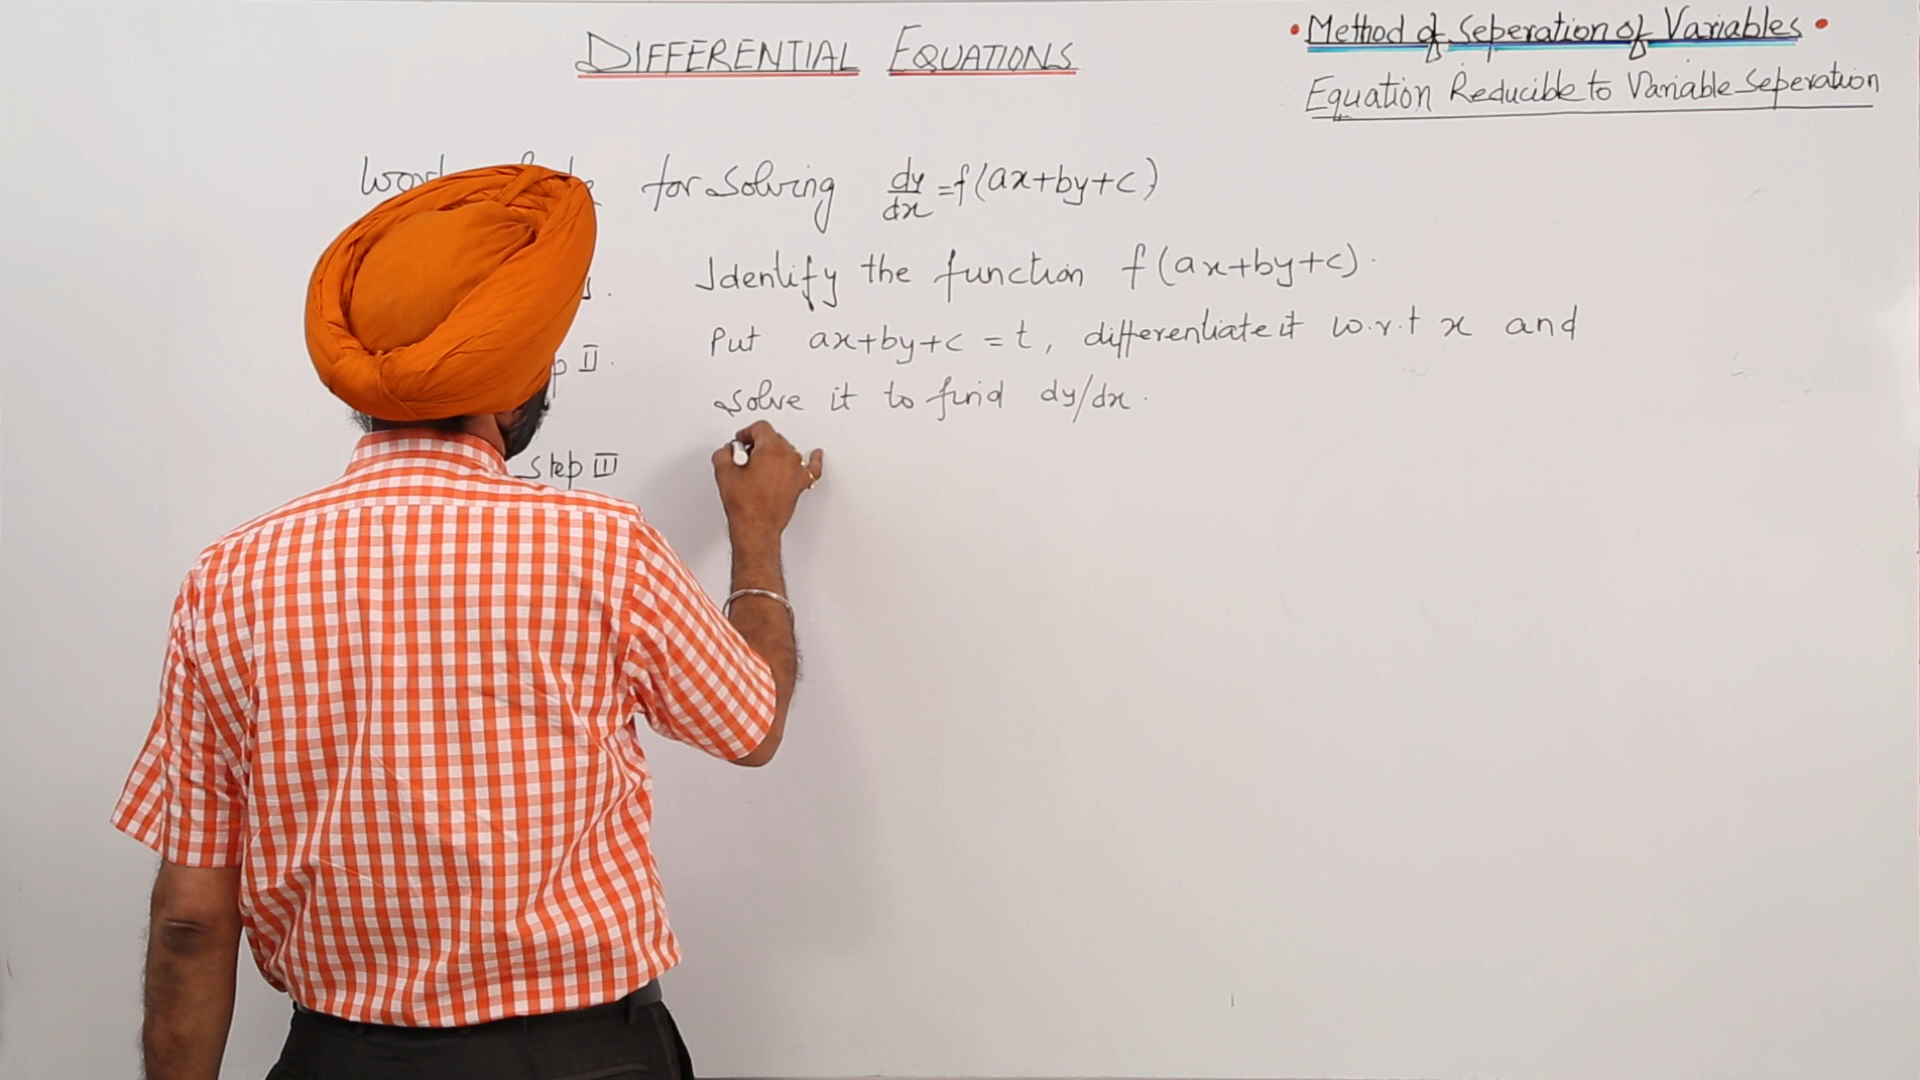 DIFFERENTIAL EQUATIONS
• Method of Seperation of Variables •
Equation Reducible to Variable Seperation
for Solving dy/dx = f(ax+by+c)
Identify the function f(ax+by+c).
II. Put ax+by+c = t, differentiate it w.r.t x and
solve it to find dy/dx.
Step III